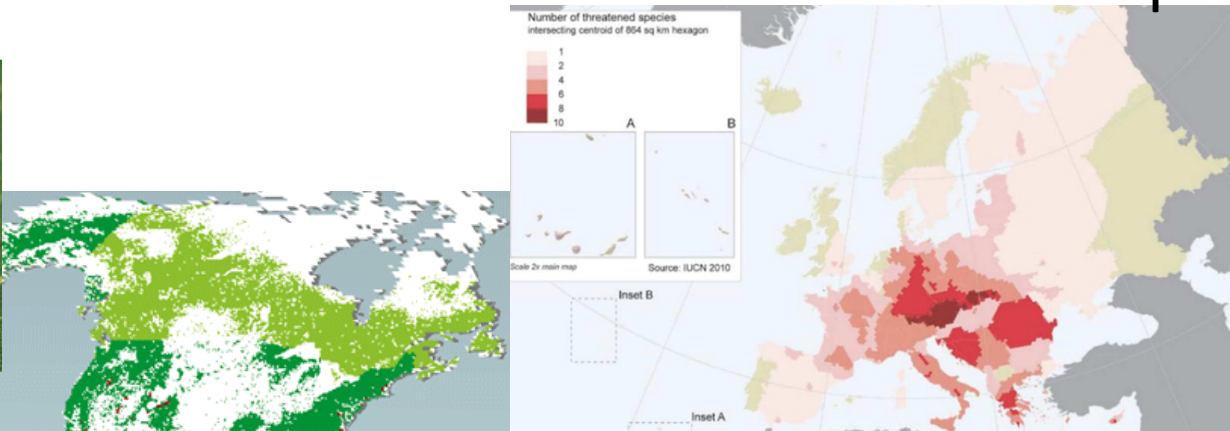 Number of threatened species
intersecting centroid of 864 sq km hexagon
1
2
4
6
8
10
A
B
Scale 2x main map
Source: IUCN 2010
Inset B
Inset A